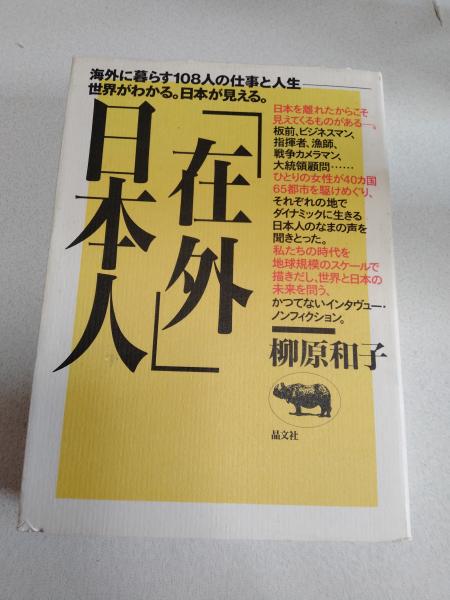 海外に暮らす108人の仕事と人生
世界がわかる。日本が見える。
「在外」
日本人
日本を離れたからこそ
見えてくるものがある―。
板前、ビジネスマン、
指揮者、漁師、
戦争カメラマン、
大統領顧問……
ひとりの女性が40カ国
65都市を駆けめぐり、
それぞれの地で
ダイナミックに生きる
日本人のなまの声を
聞きとった。
私たちの時代を
地球規模のスケールで
描きだし、世界と日本の
未来を問う、
かつてないインタヴュー・
ノンフィクション。
柳原和子
晶文社